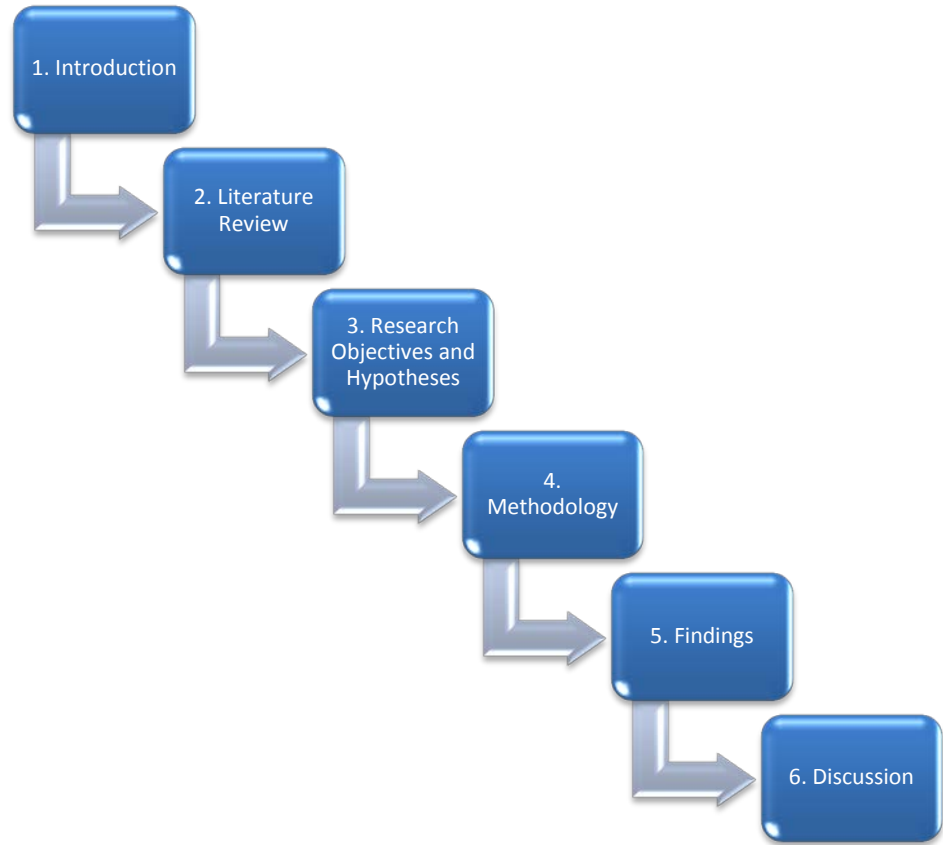 1. Introduction
2. Literature
Review
3. Research
Objectives and
Hypotheses
4.
Methodology
5. Findings
6. Discussion